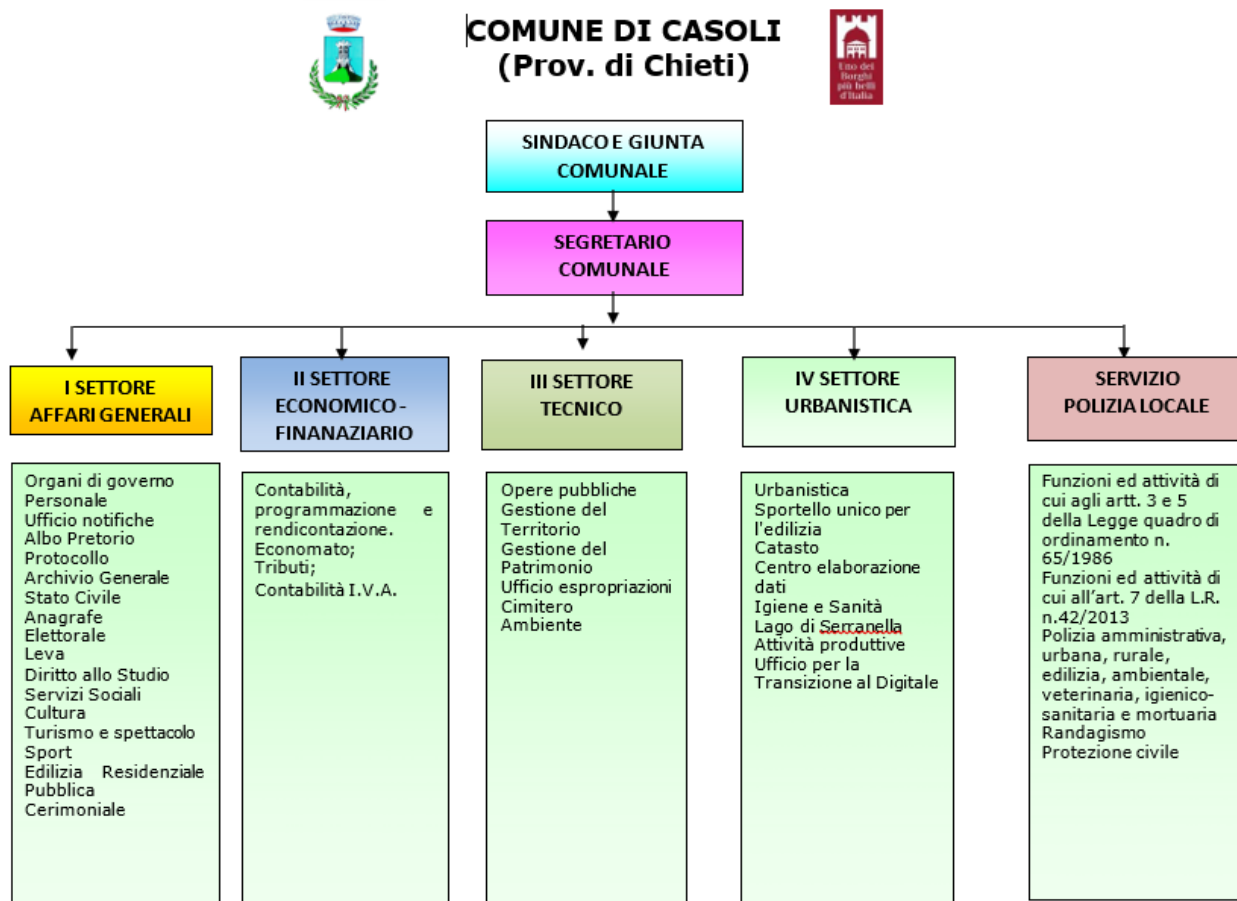 COMUNE DI CASOLI
(Prov. di Chieti)
Uno dei
Borghi
più belli
d'Italia
SINDACO E GIUNTA
COMUNALE
SEGRETARIO
COMUNALE
I SETTORE
AFFARI GENERALI
II SETTORE
ECONOMICO -
FINANAZIARIO
III SETTORE
TECNICO
IV SETTORE
URBANISTICA
SERVIZIO
POLIZIA LOCALE
Organi di governo
Personale
Ufficio notifiche
Albo Pretorio
Protocollo
Archivio Generale
Stato Civile
Anagrafe
Elettorale
Leva
Diritto allo Studio
Servizi Sociali
Cultura
Turismo e spettacolo
Sport
Edilizia Residenziale
Pubblica
Cerimoniale
Contabilità,
programmazione e
rendicontazione.
Economato;
Tributi;
Contabilità I.V.A.
Opere pubbliche
Gestione del
Territorio
Gestione del
Patrimonio
Ufficio espropriazioni
Cimitero
Ambiente
Urbanistica
Sportello unico per
l'edilizia
Catasto
Centro elaborazione
dati
Igiene e Sanità
Lago di Serranella
Attività produttive
Ufficio per la
Transizione al Digitale
Funzioni ed attività di
cui agli artt. 3 e 5
della Legge quadro di
ordinamento n.
65/1986
Funzioni ed attività di
cui all'art. 7 della L.R.
n.42/2013
Polizia amministrativa,
urbana, rurale,
edilizia, ambientale,
veterinaria, igienico-
sanitaria e mortuaria
Randagismo
Protezione civile